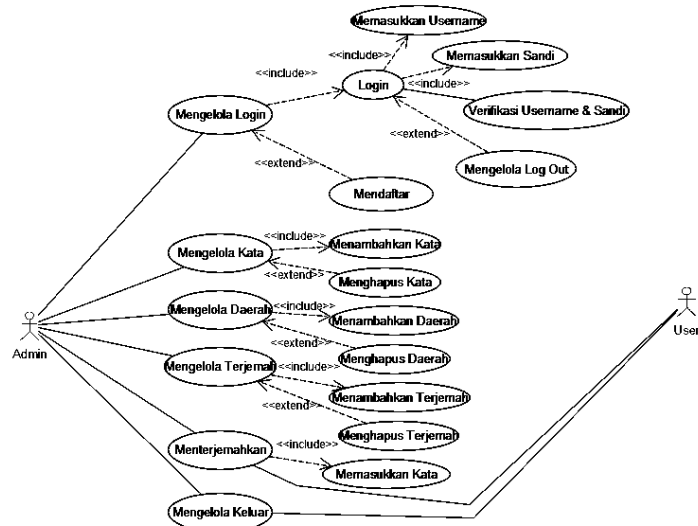 Memasukkan Username
<<include>>
Memasukkan Sandi
<<include>>
Login
<<include>>
Verifikasi Username & Sandi
Mengelola Login
<<extend>>
<<extend>>
Mengelola Log Out
Mendaftar
<<include>>
Menambahkan Kata
Mengelola Kata
<<extend>>
Menghapus Kata
Mengelola Daerah
<<include>>
Menambahkan Daerah
Admin
User
<<extend>>
Menghapus Daerah
Mengelola Terjemah
<<include>>
Menambahkan Terjemah
<<extend>>
Menghapus Terjemah
Menterjemahkan
<<include>>
Memasukkan Kata
Mengelola Keluar